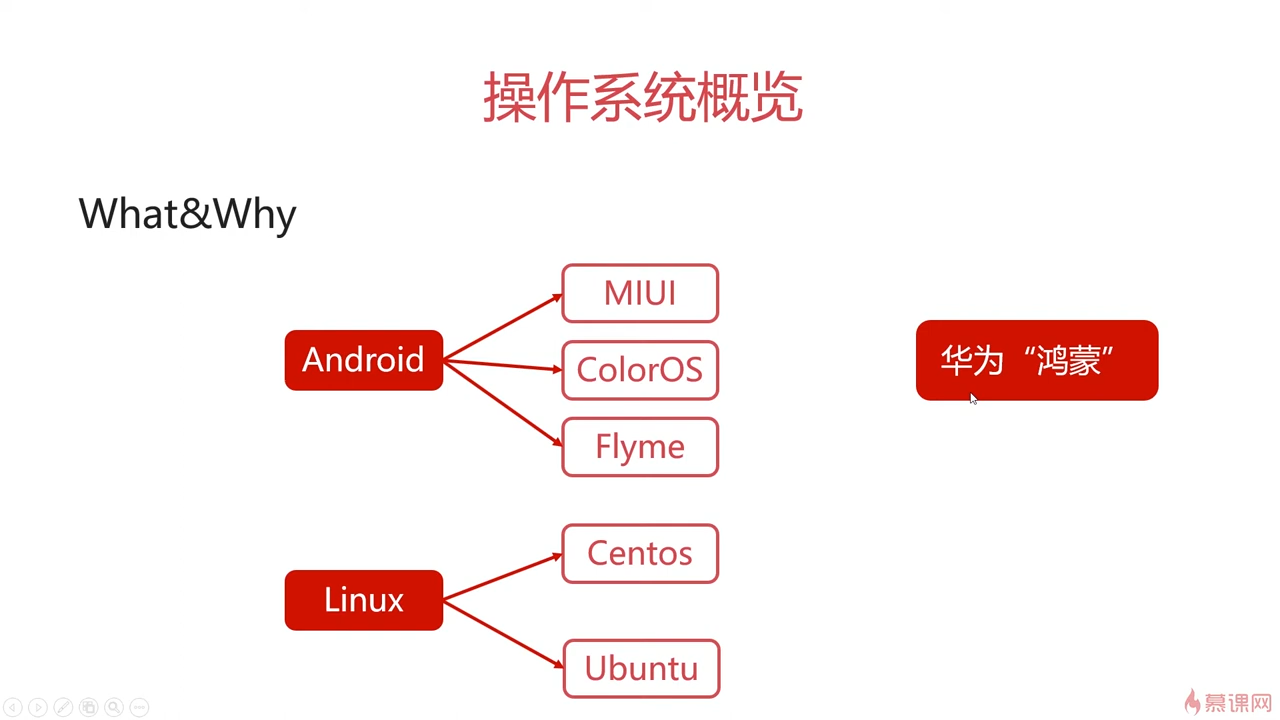 操作系统概览
What&Why
Android
MIUI
ColorOS
Flyme
华为“鸿蒙”
Linux
Centos
Ubuntu
慕课网